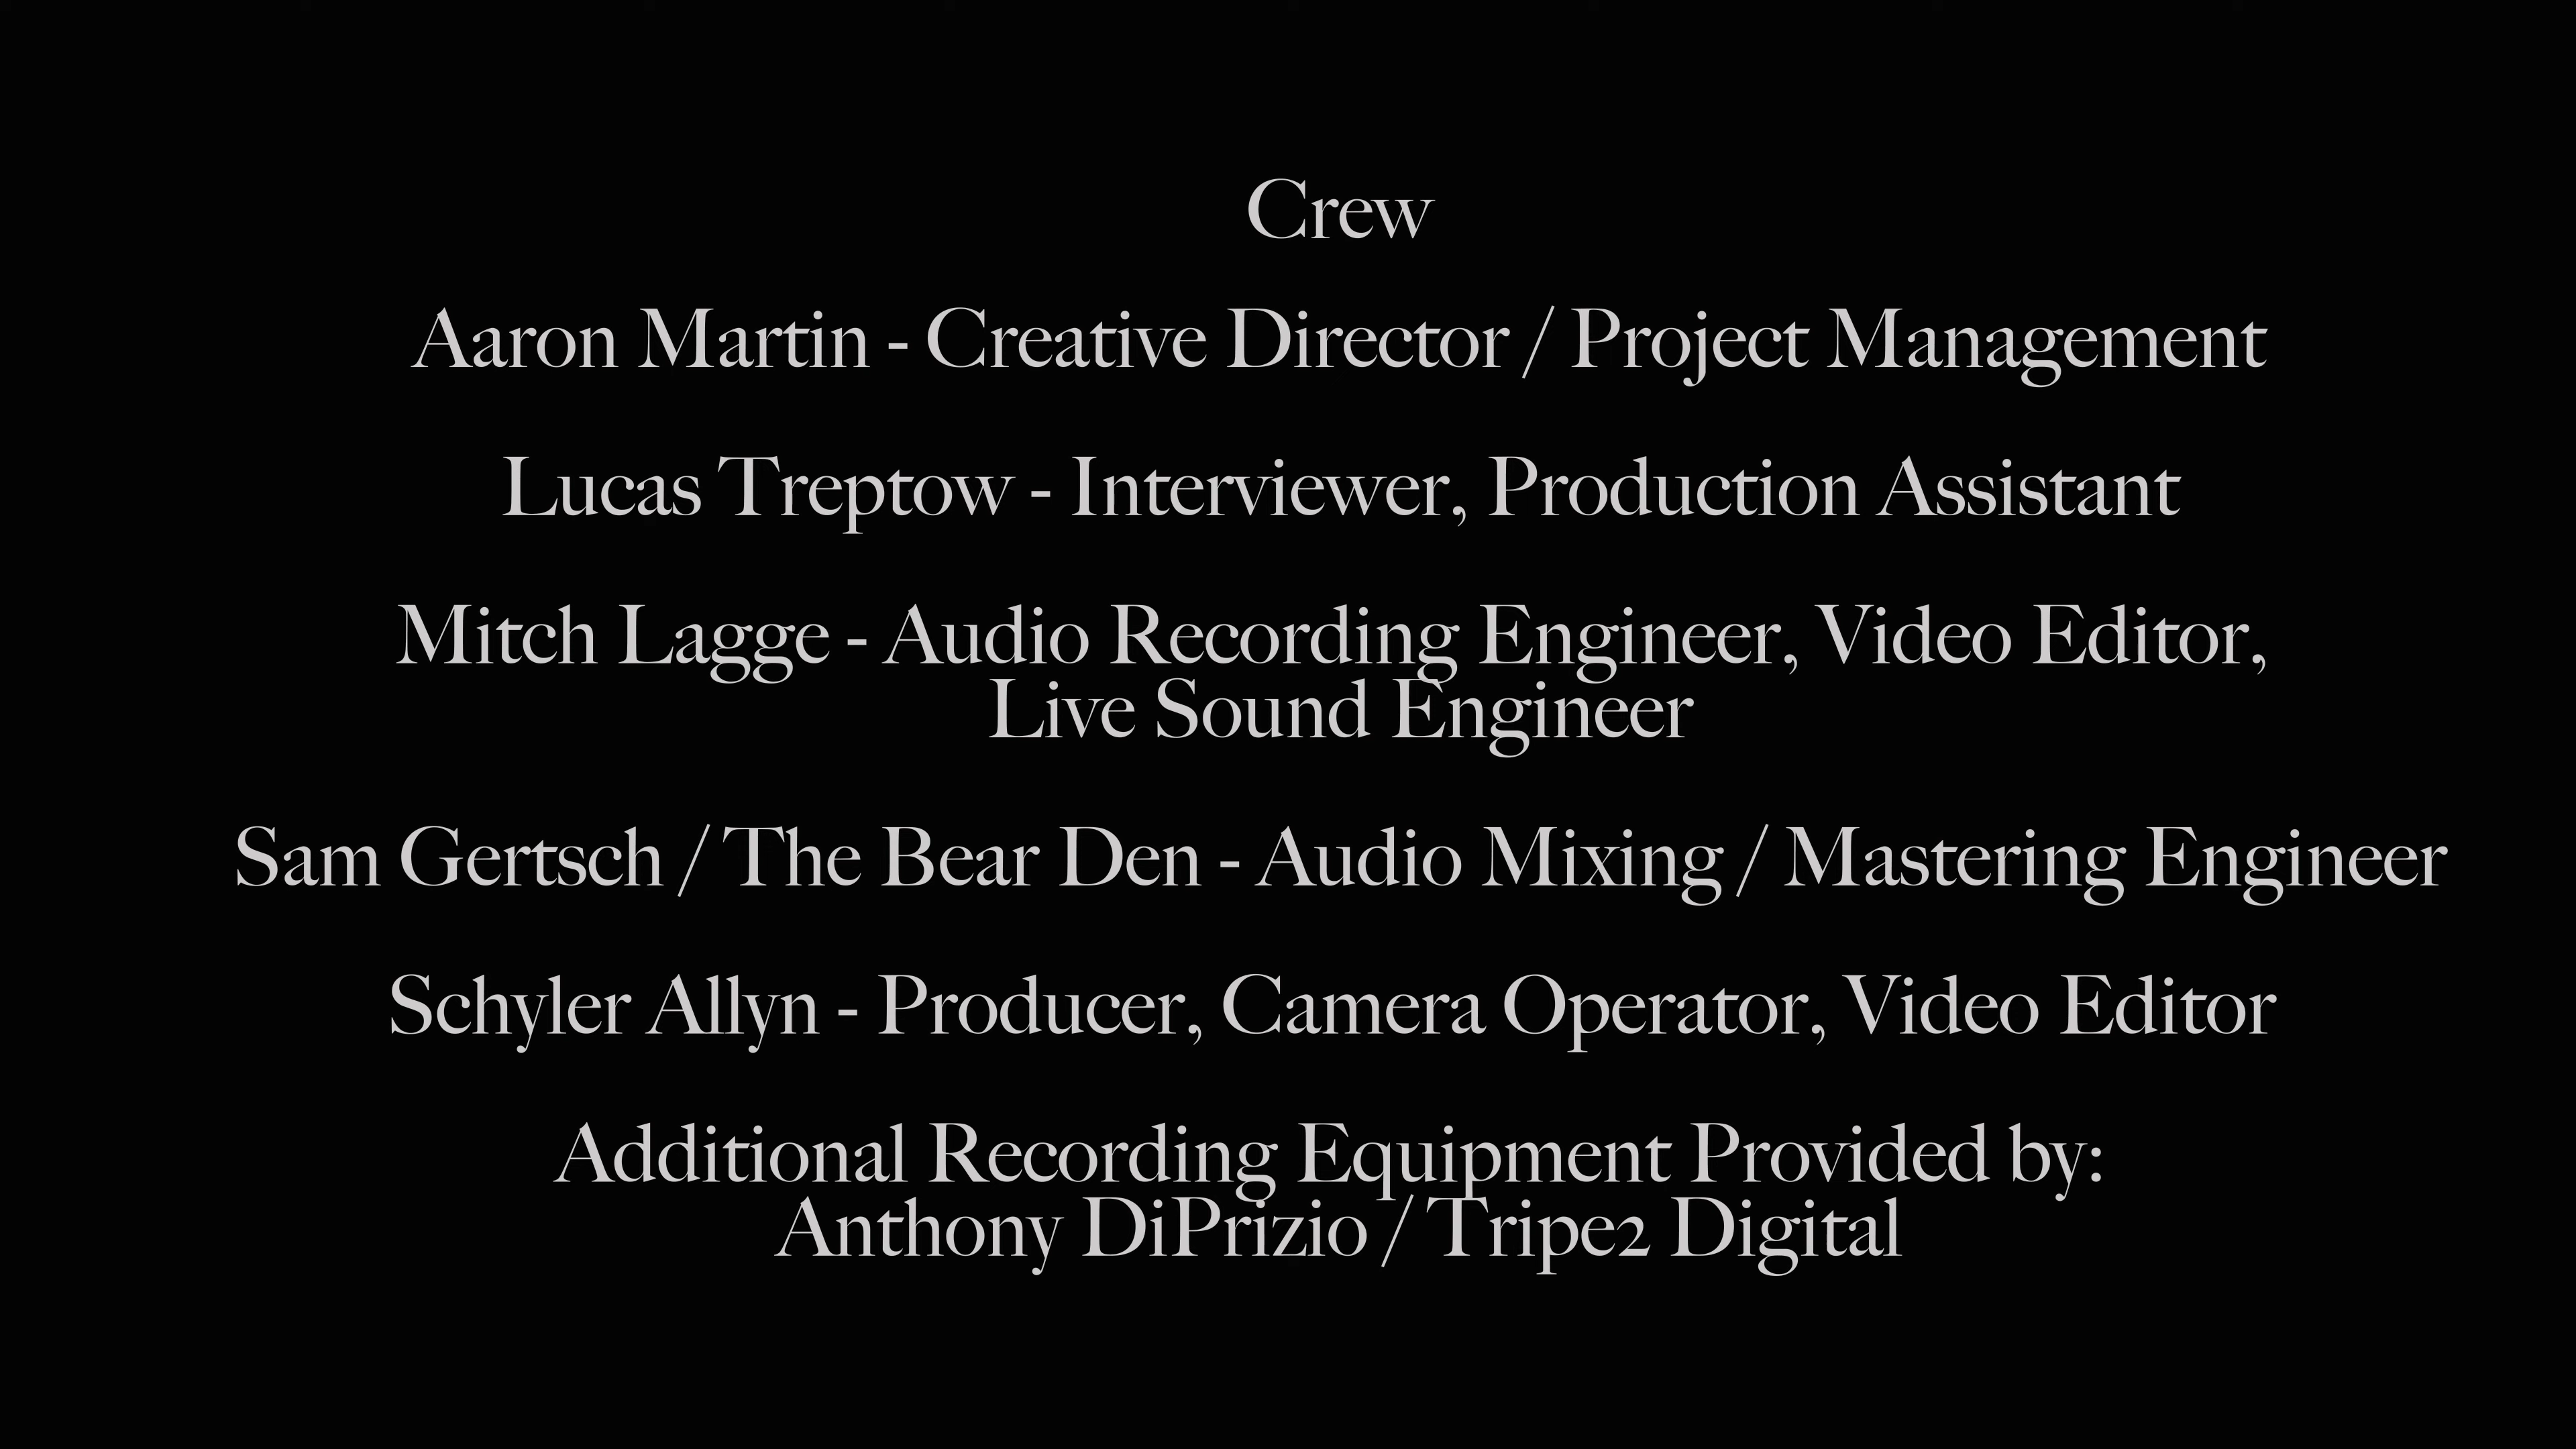 Crew
Aaron Martin - Creative Director / Project Management
Lucas Treptow - Interviewer, Production Assistant
Mitch Lagge - Audio Recording Engineer, Video Editor,
Live Sound Engineer
Sam Gertsch / The Bear Den - Audio Mixing / Mastering Engineer
Schyler Allyn - Producer, Camera Operator, Video Editor
Additional Recording Equipment Provided by:
Anthony DiPrizio / Tripe2 Digital